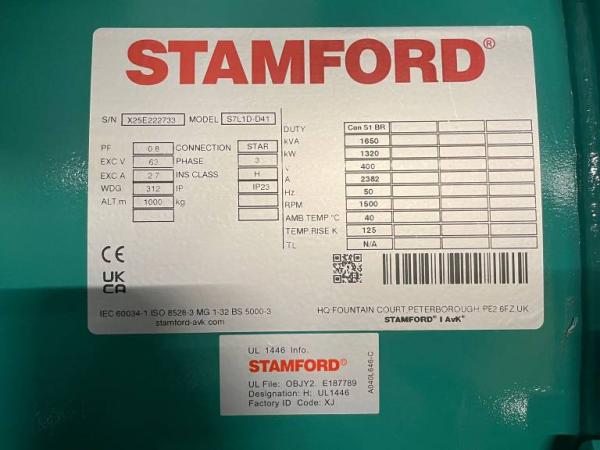 STAMFORD®
S/N X25E222733 MODEL S7L1D-D41
PF 0.8 CONNECTION STAR
EXC V 63 PHASE 3
EXC A 2.7 INS CLASS H
WDG 312 IP IP23
ALT.m 1000 kg
DUTY Con S1 BR
kVA 1650
kW 1320
V 400
A 2382
Hz 50
RPM 1500
AMB TEMP °C 40
TEMP.RISE K 125
TL N/A
CE
UK
CA
IEC 60034-1 ISO 8528-3 MG 1-32 BS 5000-3
stamford-avk.com
HQ FOUNTAIN COURT PETERBOROUGH PE2 6FZ UK
STAMFORD® | AvK®
UL 1446 Info.
STAMFORD®
UL File: OBJY2. E187789
Designation: H; UL1446
Factory ID Code: XJ
A040L646-C